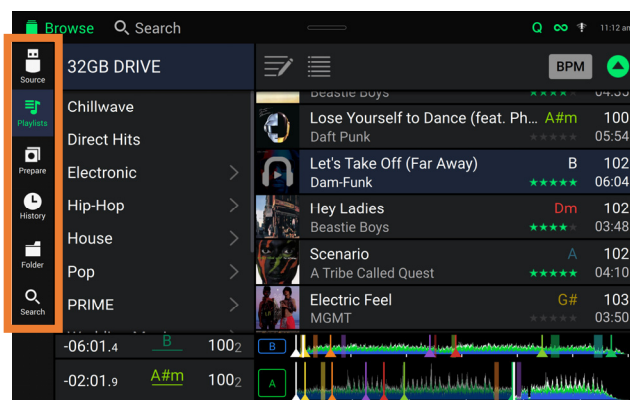 Browse
Search
Q
11:12 am
Source
Playlists
Prepare
History
Folder
Search
32GB DRIVE
Chillwave
Direct Hits
Electronic
Hip-Hop
House
Pop
PRIME
BPM
Beastie Boys ★★★★★ 04:35
Lose Yourself to Dance (feat. Ph... A#m 100
Daft Punk ★★★★★ 05:54
Let's Take Off (Far Away) B 102
Dam-Funk ★★★★★ 06:04
Hey Ladies Dm 102
Beastie Boys ★★★★★ 03:48
Scenario A 102
A Tribe Called Quest ★★★★★ 04:10
Electric Feel G# 103
MGMT ★★★★★ 03:50
-06:01.4 B 1002 B
-02:01.9 A#m 1002 A